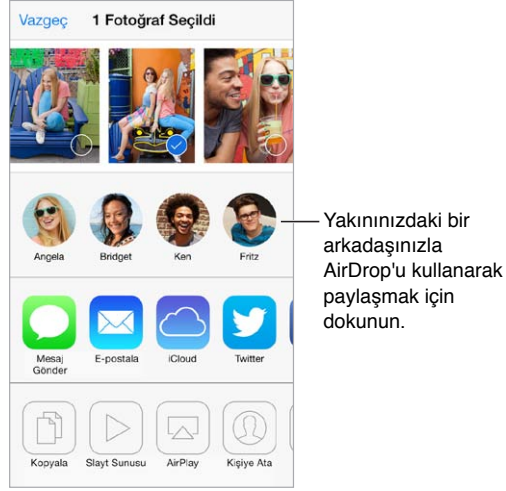 Vazgeç 1 Fotoğraf Seçildi
Angela Bridget Ken Fritz
Yakınınızdaki bir
arkadaşınızla
AirDrop'u kullanarak
paylaşmak için
dokunun.
Mesaj Gönder E-postala iCloud Twitter
Kopyala Slayt Sunusu AirPlay Kişiye Ata